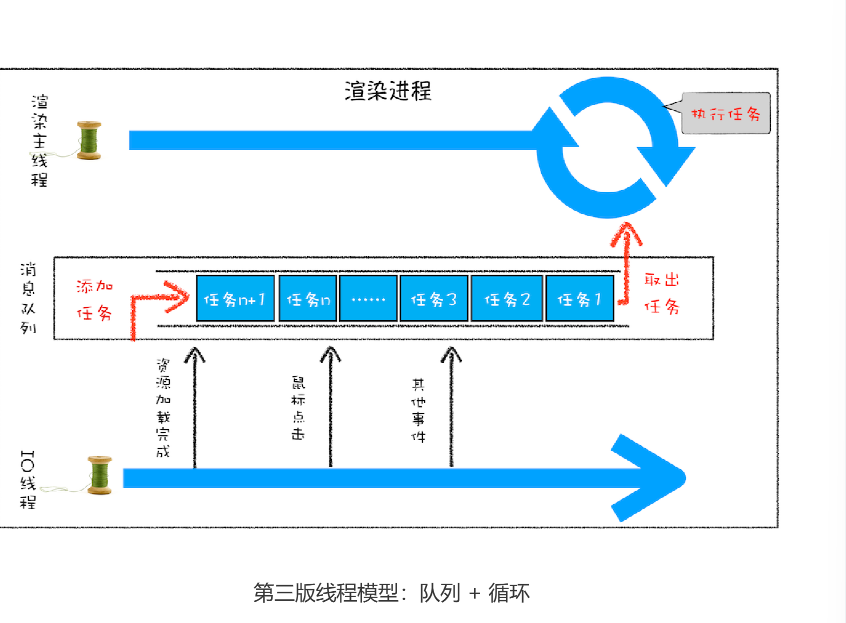 渲染进程
渲染主线程
执行任务
消息队列
添加
任务
任务n+1
任务n
……
任务3
任务2
任务1
取出
任务
资源加载完成
鼠标点击
其他事件
IO线程
第三版线程模型：队列 + 循环